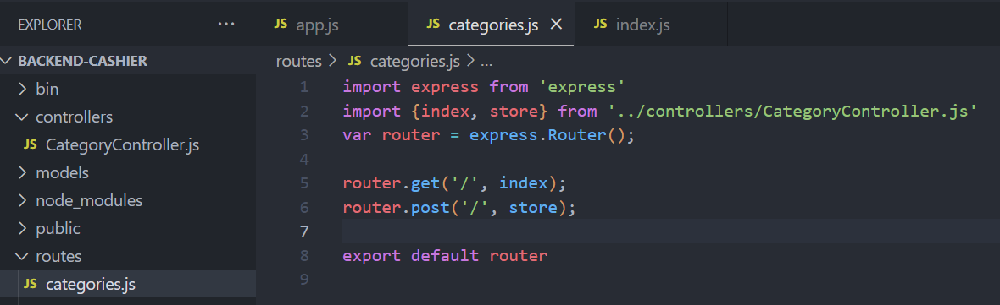 EXPLORER ...
JS app.js
JS categories.js ×
JS index.js
BACKEND-CASHIER
bin
controllers
JS CategoryController.js
models
node_modules
public
routes
JS categories.js
routes > JS categories.js > ...
1 import express from 'express'
2 import {index, store} from '../controllers/CategoryController.js'
3 var router = express.Router();
4
5 router.get('/', index);
6 router.post('/', store);
7
8 export default router
9